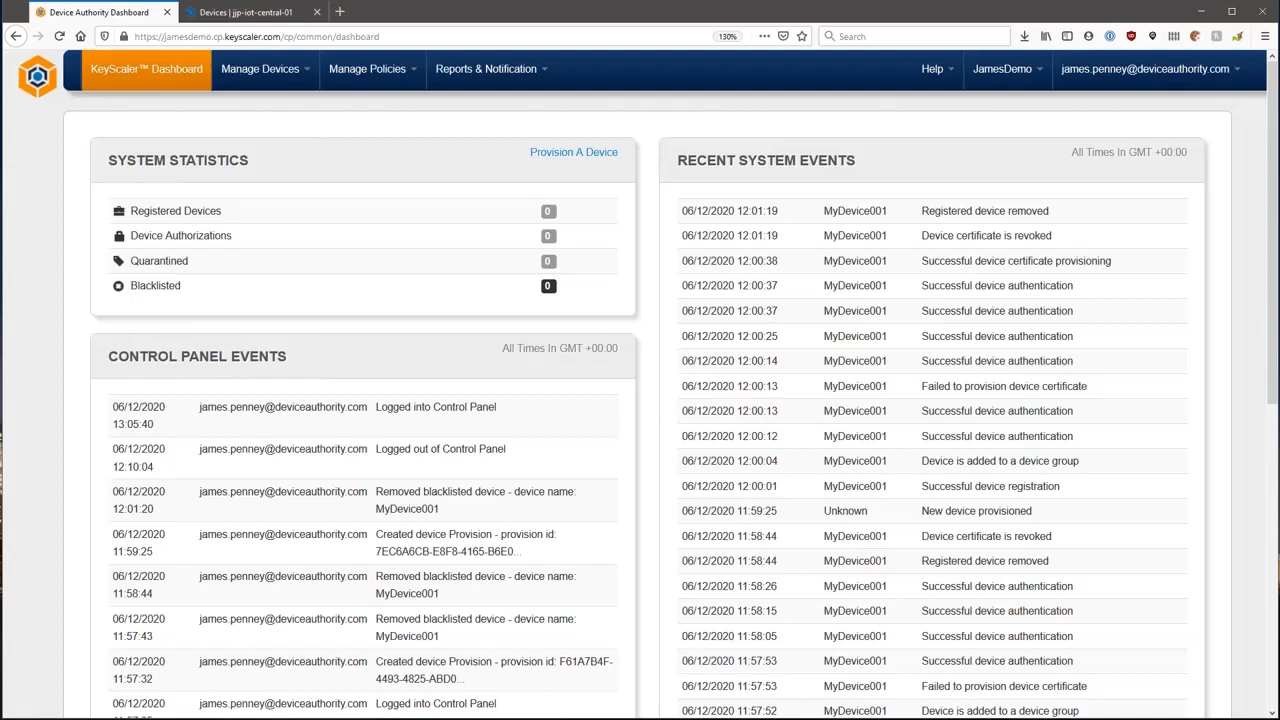 Device Authority Dashboard
Devices | jjp-iot-central-01
https://jamesdemo.cp.keyscaler.com/cp/common/dashboard
130%
Search
KeyScaler™ Dashboard
Manage Devices
Manage Policies
Reports & Notification
Help
JamesDemo
james.penney@deviceauthority.com
SYSTEM STATISTICS
Provision A Device
Registered Devices 0
Device Authorizations 0
Quarantined 0
Blacklisted 0
CONTROL PANEL EVENTS
All Times In GMT +00:00
06/12/2020 james.penney@deviceauthority.com Logged into Control Panel
13:05:40
06/12/2020 james.penney@deviceauthority.com Logged out of Control Panel
12:10:04
06/12/2020 james.penney@deviceauthority.com Removed blacklisted device - device name:
12:01:20 MyDevice001
06/12/2020 james.penney@deviceauthority.com Created device Provision - provision id:
11:59:25 7EC6A6CB-E8F8-4165-B6E0...
06/12/2020 james.penney@deviceauthority.com Removed blacklisted device - device name:
11:58:44 MyDevice001
06/12/2020 james.penney@deviceauthority.com Removed blacklisted device - device name:
11:57:43 MyDevice001
06/12/2020 james.penney@deviceauthority.com Created device Provision - provision id: F61A7B4F-
11:57:32 4493-4825-ABD0...
06/12/2020 james.penney@deviceauthority.com Logged into Control Panel
RECENT SYSTEM EVENTS
All Times In GMT +00:00
06/12/2020 12:01:19 MyDevice001 Registered device removed
06/12/2020 12:01:19 MyDevice001 Device certificate is revoked
06/12/2020 12:00:38 MyDevice001 Successful device certificate provisioning
06/12/2020 12:00:37 MyDevice001 Successful device authentication
06/12/2020 12:00:37 MyDevice001 Successful device authentication
06/12/2020 12:00:25 MyDevice001 Successful device authentication
06/12/2020 12:00:14 MyDevice001 Successful device authentication
06/12/2020 12:00:13 MyDevice001 Failed to provision device certificate
06/12/2020 12:00:13 MyDevice001 Successful device authentication
06/12/2020 12:00:12 MyDevice001 Successful device authentication
06/12/2020 12:00:04 MyDevice001 Device is added to a device group
06/12/2020 12:00:01 MyDevice001 Successful device registration
06/12/2020 11:59:25 Unknown New device provisioned
06/12/2020 11:58:44 MyDevice001 Device certificate is revoked
06/12/2020 11:58:44 MyDevice001 Registered device removed
06/12/2020 11:58:26 MyDevice001 Successful device authentication
06/12/2020 11:58:15 MyDevice001 Successful device authentication
06/12/2020 11:58:05 MyDevice001 Successful device authentication
06/12/2020 11:57:53 MyDevice001 Successful device authentication
06/12/2020 11:57:53 MyDevice001 Failed to provision device certificate
06/12/2020 11:57:52 MyDevice001 Device is added to a device group